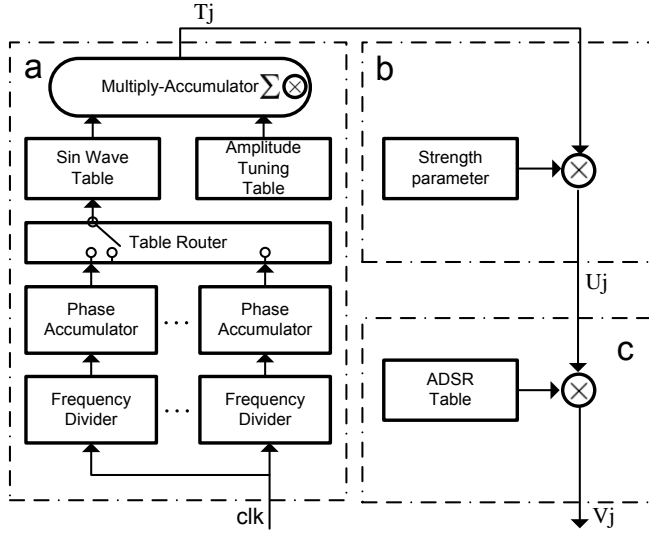 Tj
a
Multiply-Accumulator Σ ×
Sin Wave
Table
Amplitude
Tuning
Table
Table Router
Phase
Accumulator
...
Phase
Accumulator
Frequency
Divider
...
Frequency
Divider
clk
b
Strength
parameter
×
Uj
c
ADSR
Table
×
Vj